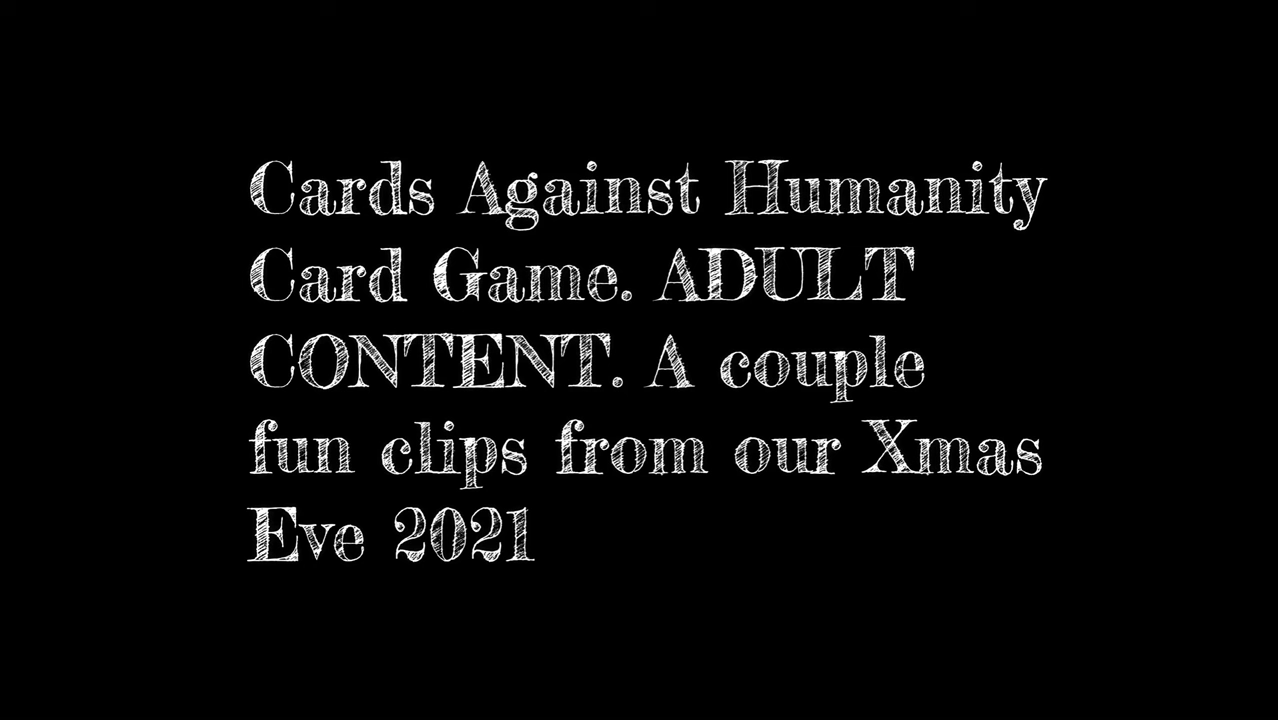 Cards Against Humanity
Card Game. ADULT
CONTENT. A couple
fun clips from our Xmas
Eve 2021